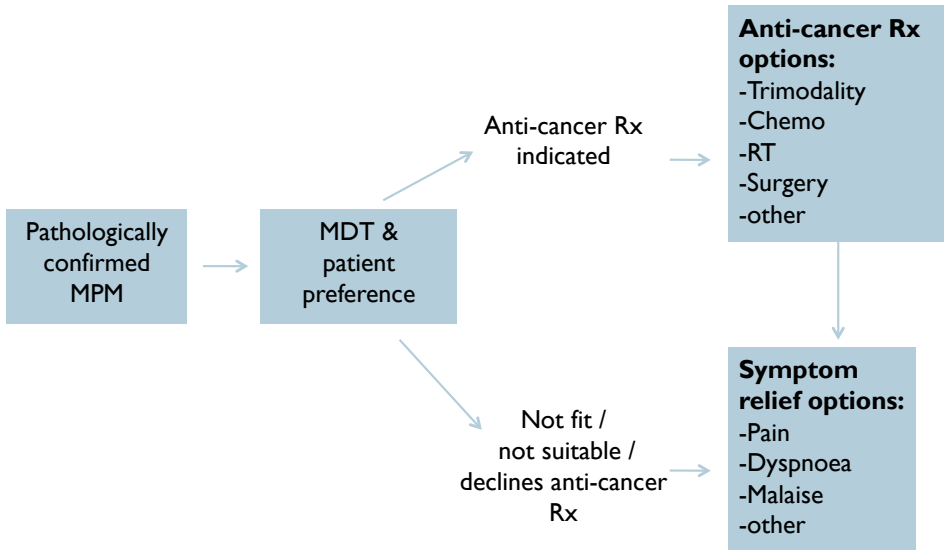 Pathologically
confirmed
MPM
MDT &
patient
preference
Anti-cancer Rx
indicated
Anti-cancer Rx
options:
-Trimodality
-Chemo
-RT
-Surgery
-other
Not fit /
not suitable /
declines anti-cancer
Rx
Symptom
relief options:
-Pain
-Dyspnoea
-Malaise
-other